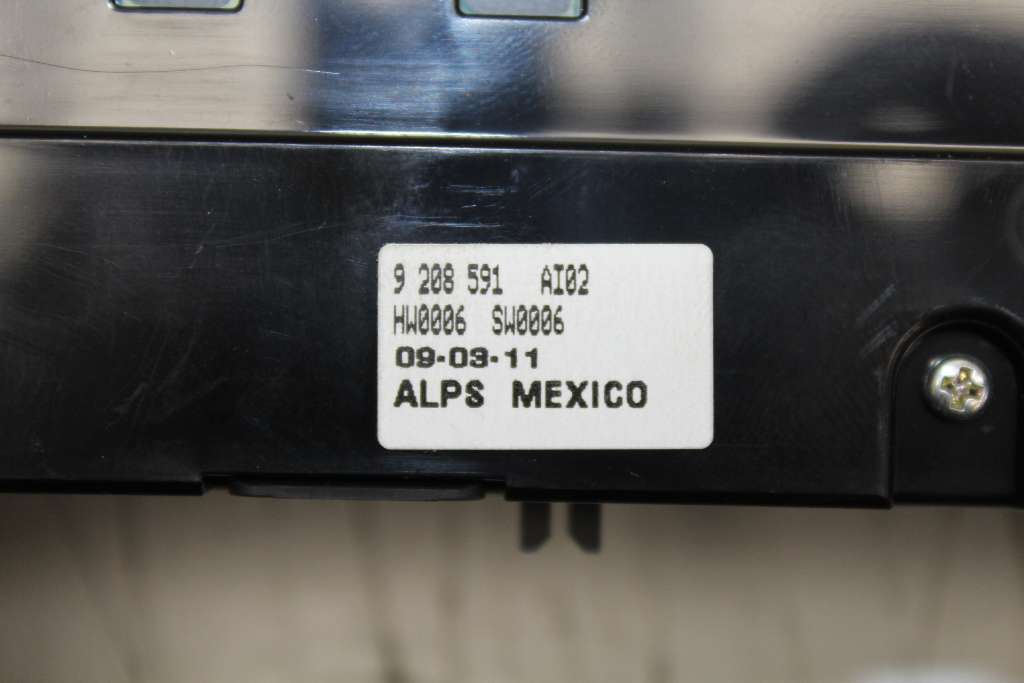 9 208 591 AI02
HW0006 SW0006
09-03-11
ALPS MEXICO